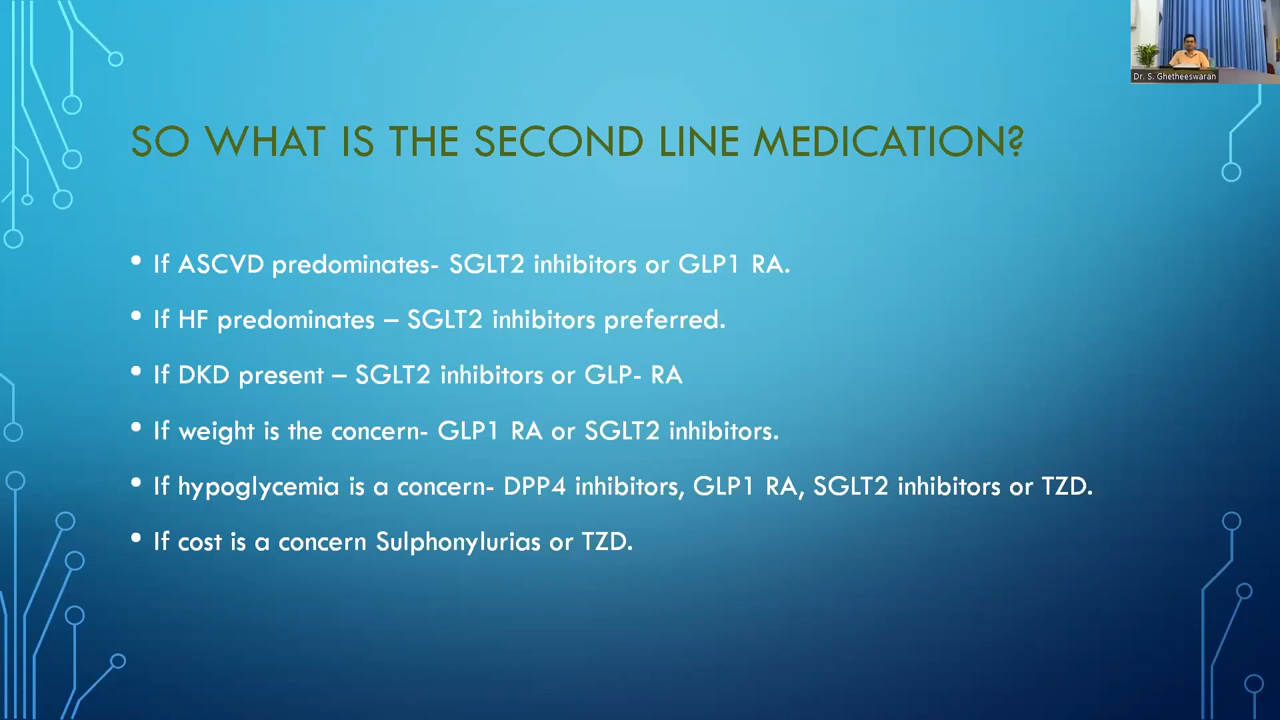 Dr. S. Ghetheeswaran
SO WHAT IS THE SECOND LINE MEDICATION?
• If ASCVD predominates- SGLT2 inhibitors or GLP1 RA.
• If HF predominates – SGLT2 inhibitors preferred.
• If DKD present – SGLT2 inhibitors or GLP- RA
• If weight is the concern- GLP1 RA or SGLT2 inhibitors.
• If hypoglycemia is a concern- DPP4 inhibitors, GLP1 RA, SGLT2 inhibitors or TZD.
• If cost is a concern Sulphonylurias or TZD.